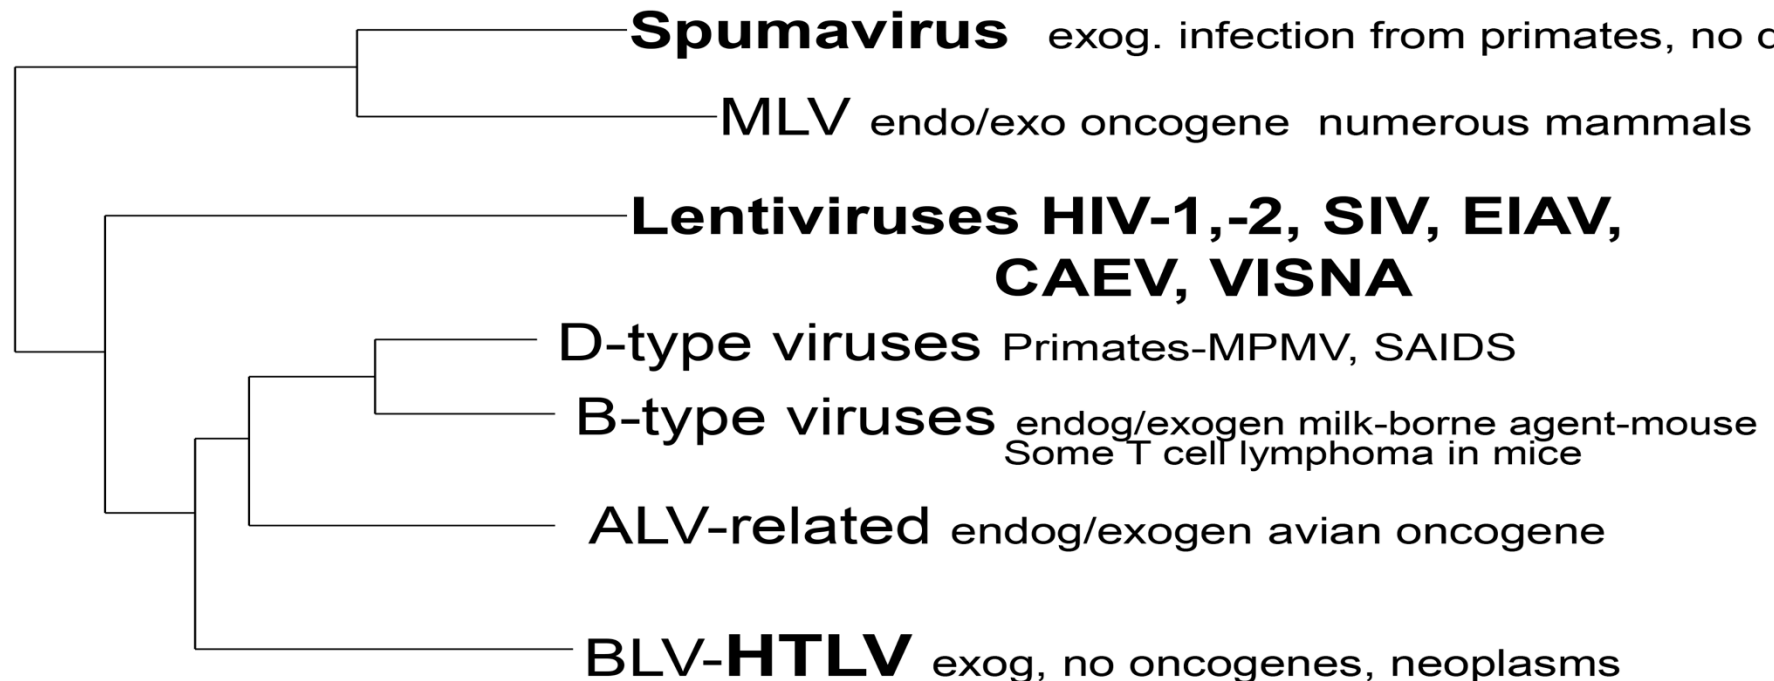 Spumavirus exog. infection from primates, no
MLV endo/exo oncogene numerous mammals
Lentiviruses HIV-1,-2, SIV, EIAV,
CAEV, VISNA
D-type viruses Primates-MPMV, SAIDS
B-type viruses endog/exogen milk-borne agent-mouse
Some T cell lymphoma in mice
ALV-related endog/exogen avian oncogene
BLV-HTLV exog, no oncogenes, neoplasms